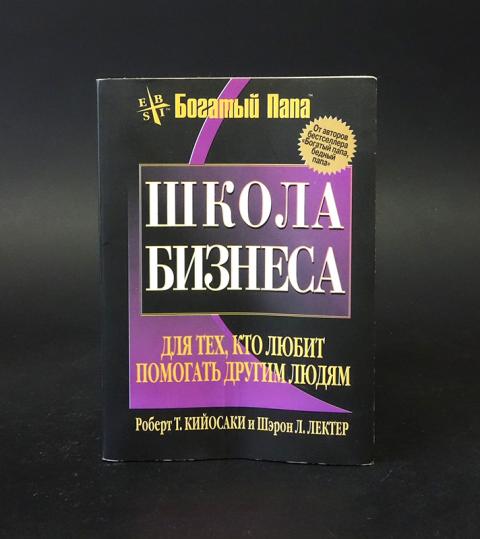 E B
S I
Богатый Папа™
От авторов
бестселлера
«Богатый папа,
бедный
папа»
ШКОЛА
БИЗНЕСА
ДЛЯ ТЕХ, КТО ЛЮБИТ
ПОМОГАТЬ ДРУГИМ ЛЮДЯМ
Роберт Т. КИЙОСАКИ и Шэрон Л. ЛЕКТЕР